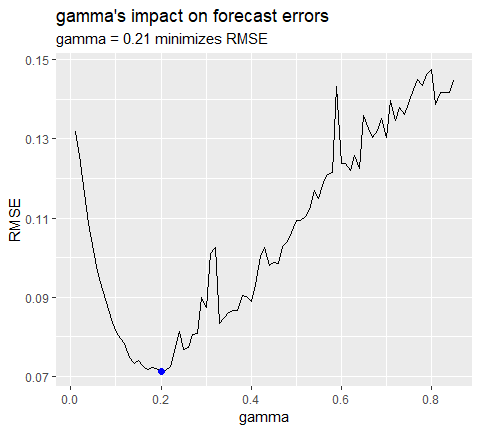 gamma's impact on forecast errors
gamma = 0.21 minimizes RMSE
0.15
0.13
0.11
0.09
0.07
RMSE
0.0 0.2 0.4 0.6 0.8
gamma